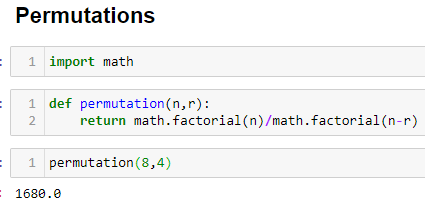 Permutations
: 1 import math
: 1 def permutation(n,r):
2     return math.factorial(n)/math.factorial(n-r)
: 1 permutation(8,4)
: 1680.0